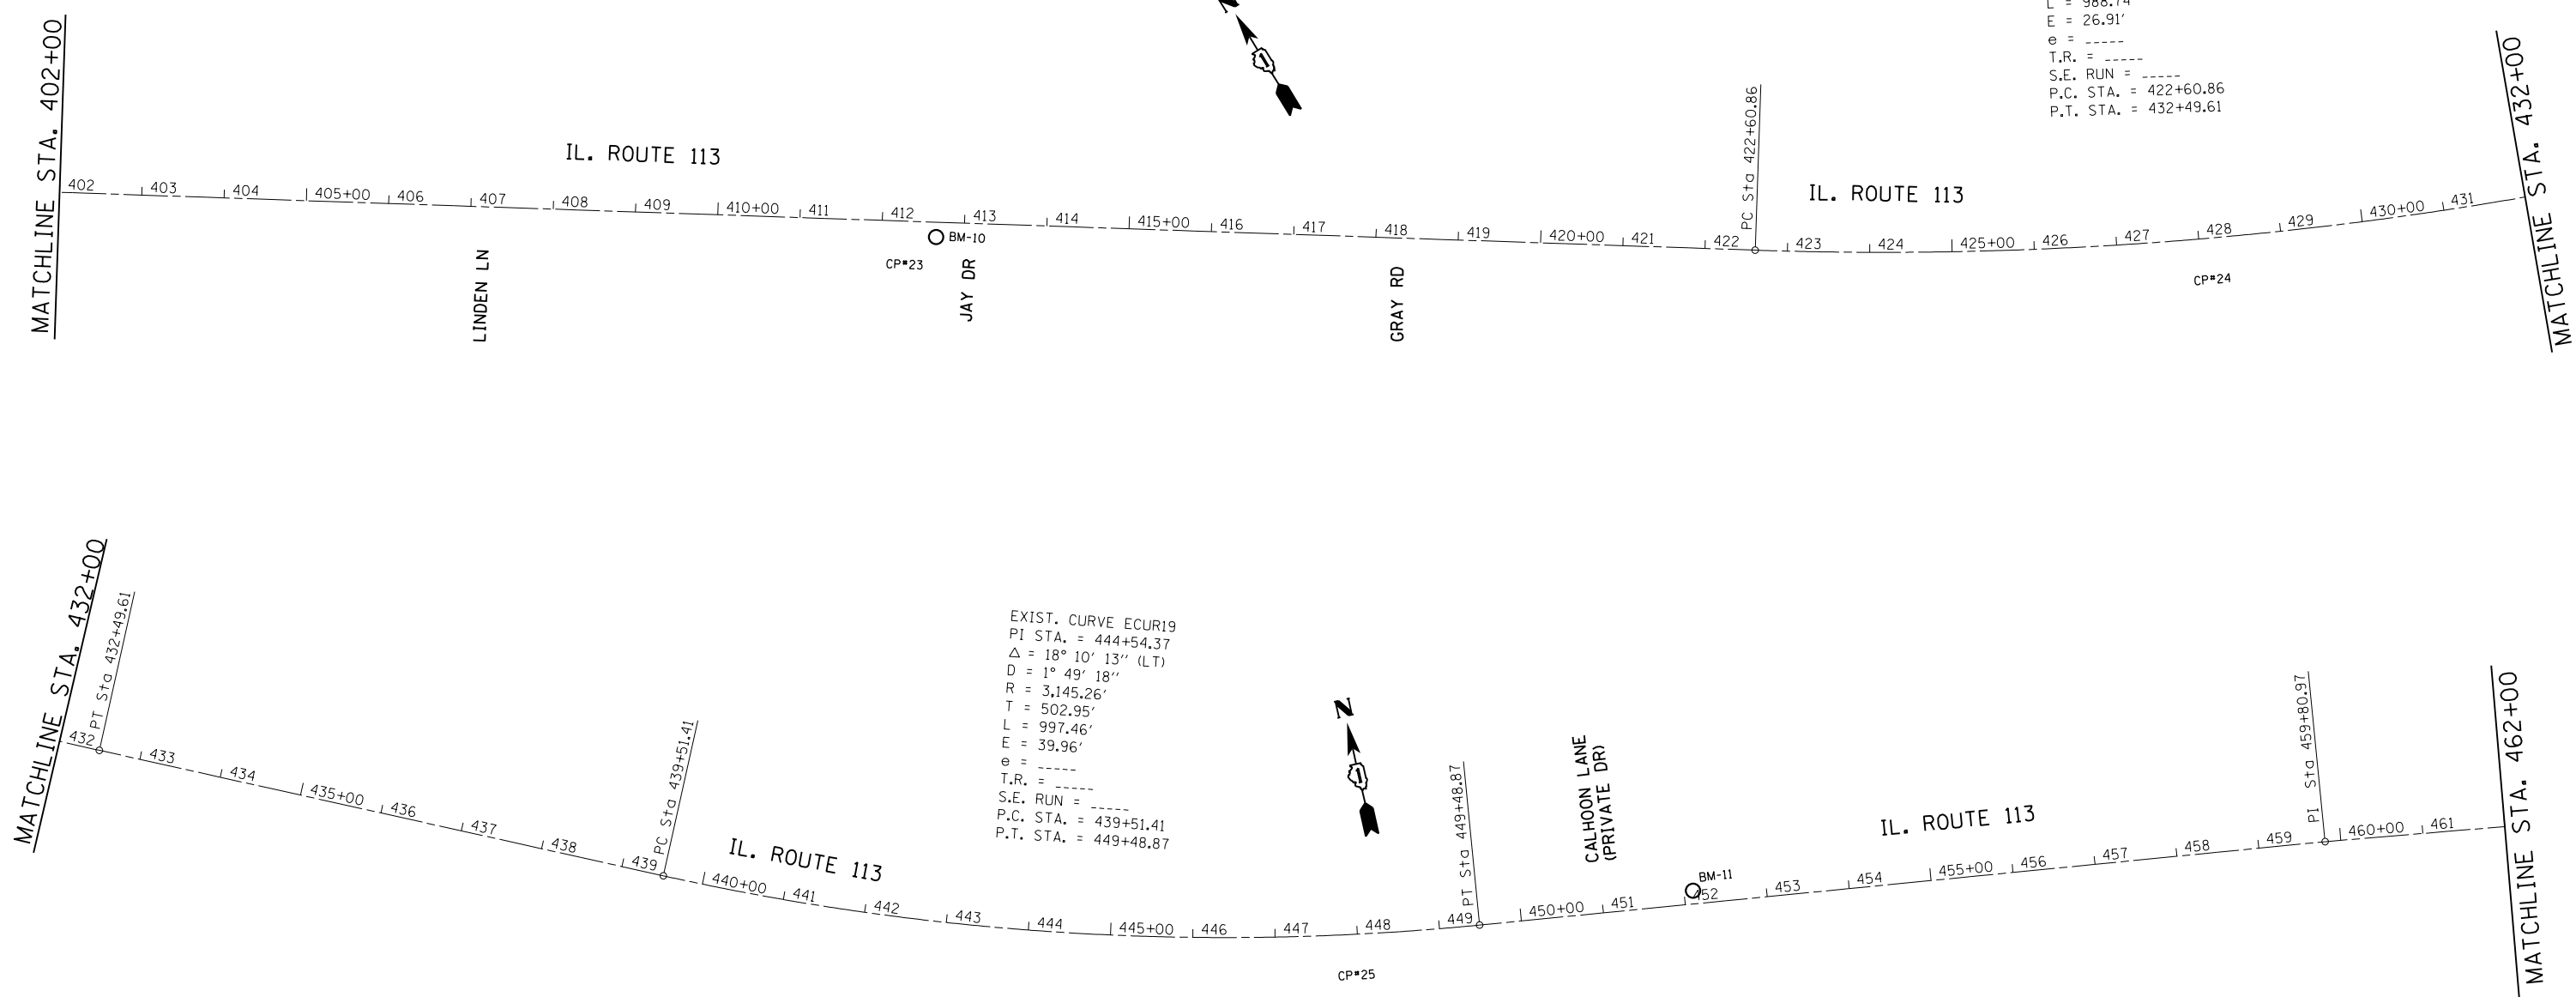 MATCHLINE STA. 402+00
402
403
404
405+00
406
407
408
409
410+00
411
412
413
414
415+00
416
417
418
419
420+00
421
422
423
424
425+00
426
427
428
429
430+00
431
IL. ROUTE 113
LINDEN LN
CP#23
BM-10
JAY DR
N
GRAY RD
PC Sta 422+60.86
IL. ROUTE 113
L = 988.74'
E = 26.91'
e = _____
T.R. = _____
S.E. RUN = _____
P.C. STA. = 422+60.86
P.T. STA. = 432+49.61
CP#24
MATCHLINE STA. 432+00
MATCHLINE STA. 432+00
PT Sta 432+49.61
432
433
434
435+00
436
437
438
439
440+00
441
442
443
444
445+00
446
447
448
449
450+00
451
452
453
454
455+00
456
457
458
459
460+00
461
PC Sta 439+51.41
IL. ROUTE 113
EXIST. CURVE ECUR19
PI STA. = 444+54.37
Δ = 18° 10' 13" (LT)
D = 1° 49' 18"
R = 3,145.26'
T = 502.95'
L = 997.46'
E = 39.96'
e = _____
T.R. = _____
S.E. RUN = _____
P.C. STA. = 439+51.41
P.T. STA. = 449+48.87
N
CP#25
PT Sta 449+48.87
CALHOON LANE
(PRIVATE DR)
BM-11
IL. ROUTE 113
PI Sta 459+80.97
MATCHLINE STA. 462+00